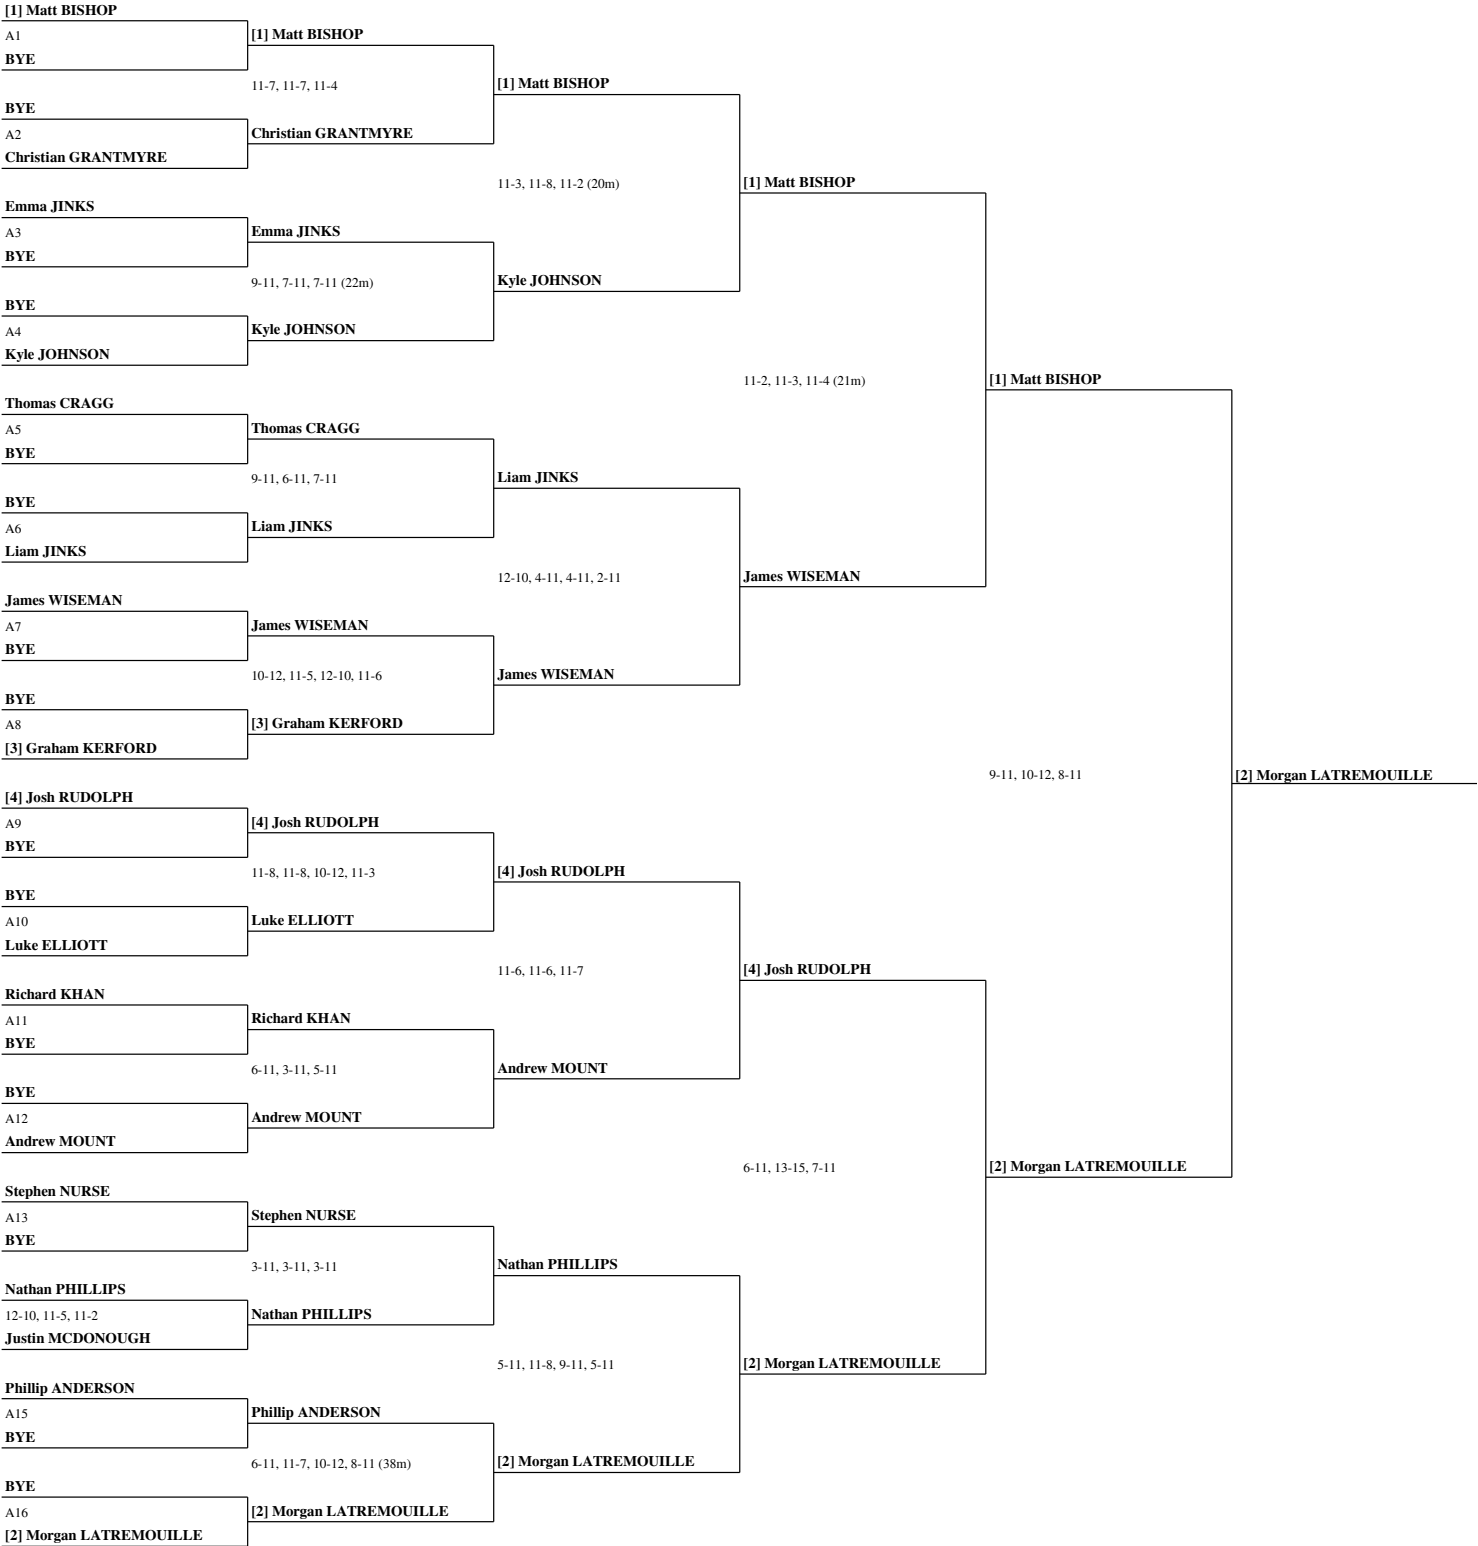 [1] Matt BISHOP
A1
BYE
BYE
A2
Christian GRANTMYRE
Emma JINKS
A3
BYE
BYE
A4
Kyle JOHNSON
Thomas CRAGG
A5
BYE
BYE
A6
Liam JINKS
James WISEMAN
A7
BYE
BYE
A8
[3] Graham KERFORD
[4] Josh RUDOLPH
A9
BYE
BYE
A10
Luke ELLIOTT
Richard KHAN
A11
BYE
BYE
A12
Andrew MOUNT
Stephen NURSE
A13
BYE
Nathan PHILLIPS
12-10, 11-5, 11-2
Justin MCDONOUGH
Phillip ANDERSON
A15
BYE
BYE
A16
[2] Morgan LATREMOUILLE
[1] Matt BISHOP
11-7, 11-7, 11-4
Christian GRANTMYRE
Emma JINKS
9-11, 7-11, 7-11 (22m)
Kyle JOHNSON
Thomas CRAGG
9-11, 6-11, 7-11
Liam JINKS
James WISEMAN
10-12, 11-5, 12-10, 11-6
[3] Graham KERFORD
[4] Josh RUDOLPH
11-8, 11-8, 10-12, 11-3
Luke ELLIOTT
Richard KHAN
6-11, 3-11, 5-11
Andrew MOUNT
Stephen NURSE
3-11, 3-11, 3-11
Nathan PHILLIPS
Phillip ANDERSON
6-11, 11-7, 10-12, 8-11 (38m)
[2] Morgan LATREMOUILLE
[1] Matt BISHOP
11-3, 11-8, 11-2 (20m)
Kyle JOHNSON
Liam JINKS
12-10, 4-11, 4-11, 2-11
James WISEMAN
[4] Josh RUDOLPH
11-6, 11-6, 11-7
Andrew MOUNT
Nathan PHILLIPS
5-11, 11-8, 9-11, 5-11
[2] Morgan LATREMOUILLE
[1] Matt BISHOP
11-2, 11-3, 11-4 (21m)
James WISEMAN
[4] Josh RUDOLPH
6-11, 13-15, 7-11
[2] Morgan LATREMOUILLE
[1] Matt BISHOP
9-11, 10-12, 8-11
[2] Morgan LATREMOUILLE
[2] Morgan LATREMOUILLE